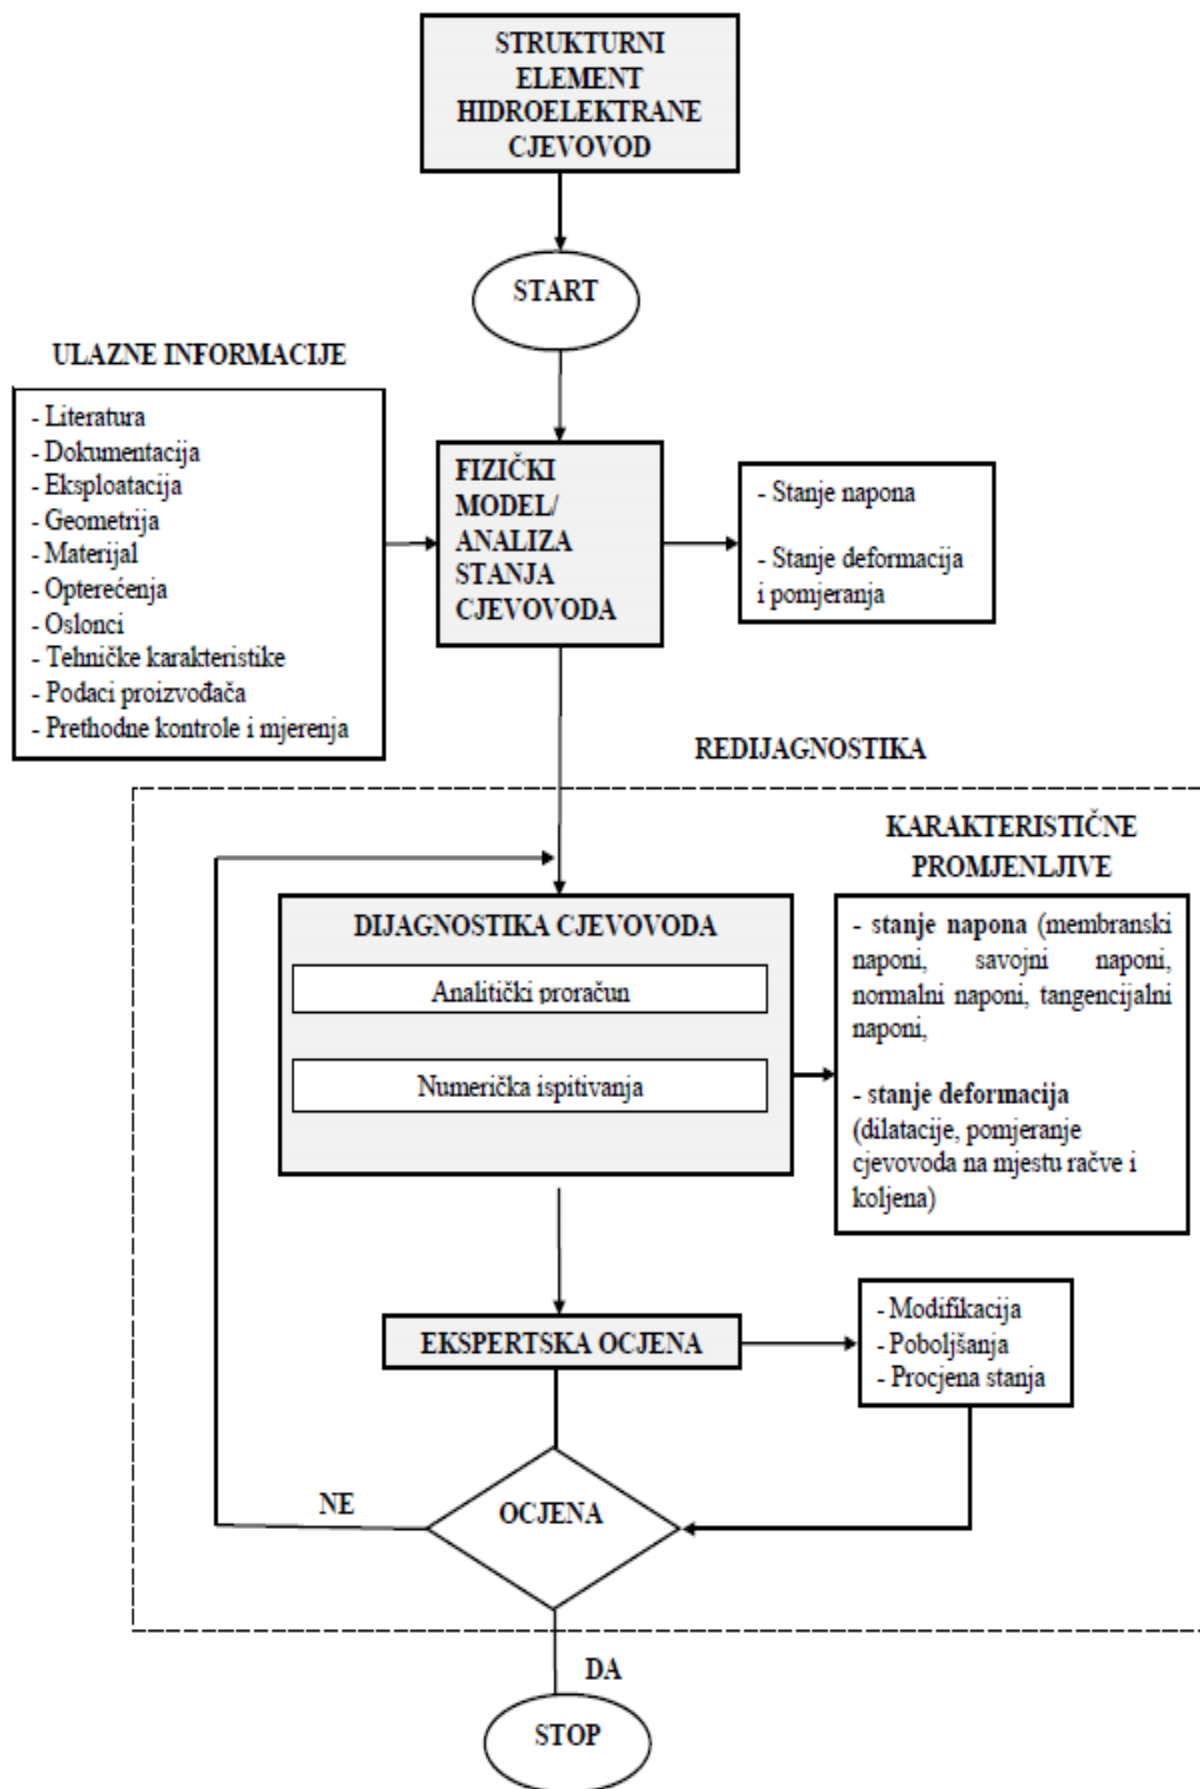 STRUKTURNI
ELEMENT
HIDROELEKTRANE
CJEVOVOD
START
ULAZNE INFORMACIJE
- Literatura
- Dokumentacija
- Eksploatacija
- Geometrija
- Materijal
- Opterećenja
- Oslonci
- Tehničke karakteristike
- Podaci proizvođača
- Prethodne kontrole i mjerenja
FIZIČKI
MODEL/
ANALIZA
STANJA
CJEVOVODA
- Stanje napona
- Stanje deformacija
i pomjeranja
REDIJAGNOSTIKA
DIJAGNOSTIKA CJEVOVODA
Analitički proračun
Numerička ispitivanja
KARAKTERISTIČNE
PROMJENLJIVE
- stanje napona (membranski
naponi, savojni naponi,
normalni naponi, tangencijalni
naponi,
- stanje deformacija
(dilatacije, pomjeranje
cjevovoda na mjestu račve i
koljena)
EKSPERTSKA OCJENA
- Modifikacija
- Poboljšanja
- Procjena stanja
NE
OCJENA
DA
STOP